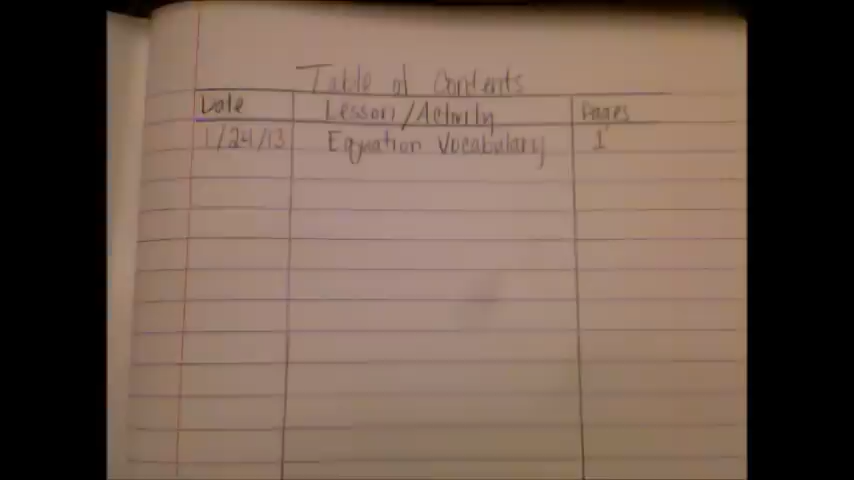 Table of Contents
Date Lesson/Activity Pages
1/24/13 Equation Vocabulary 1